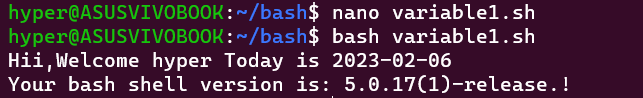 hyper@ASUSVIVOBOOK:~/bash$ nano variable1.sh
hyper@ASUSVIVOBOOK:~/bash$ bash variable1.sh
Hii,Welcome hyper Today is 2023-02-06
Your bash shell version is: 5.0.17(1)-release.!